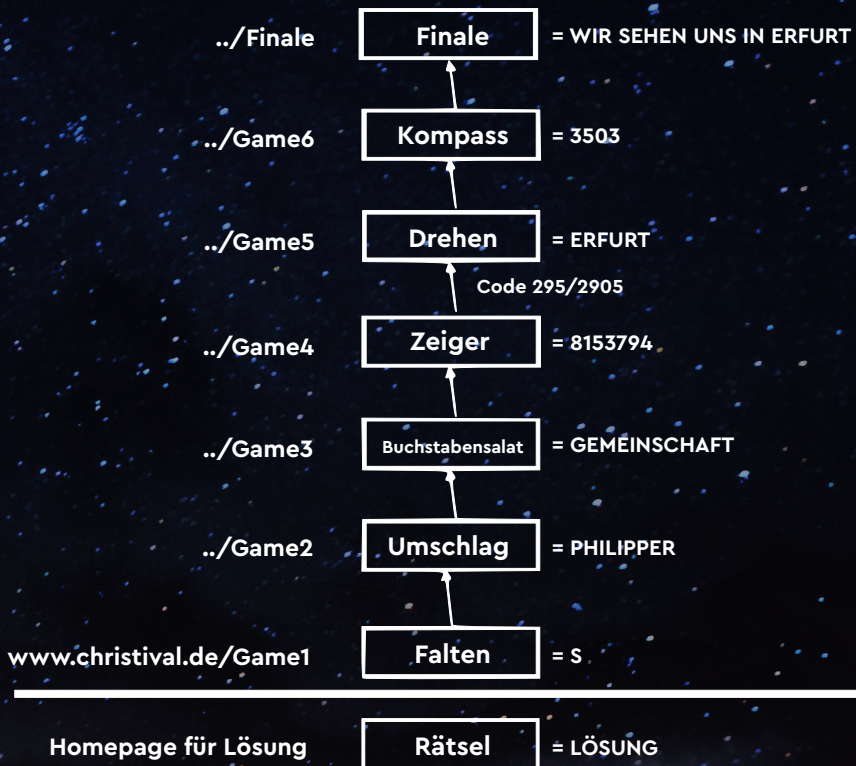 ../Finale Finale = WIR SEHEN UNS IN ERFURT
../Game6 Kompass = 3503
../Game5 Drehen = ERFURT
Code 295/2905
../Game4 Zeiger = 8153794
../Game3 Buchstabensalat = GEMEINSCHAFT
../Game2 Umschlag = PHILIPPER
www.christival.de/Game1 Falten = S
Homepage für Lösung Rätsel = LÖSUNG